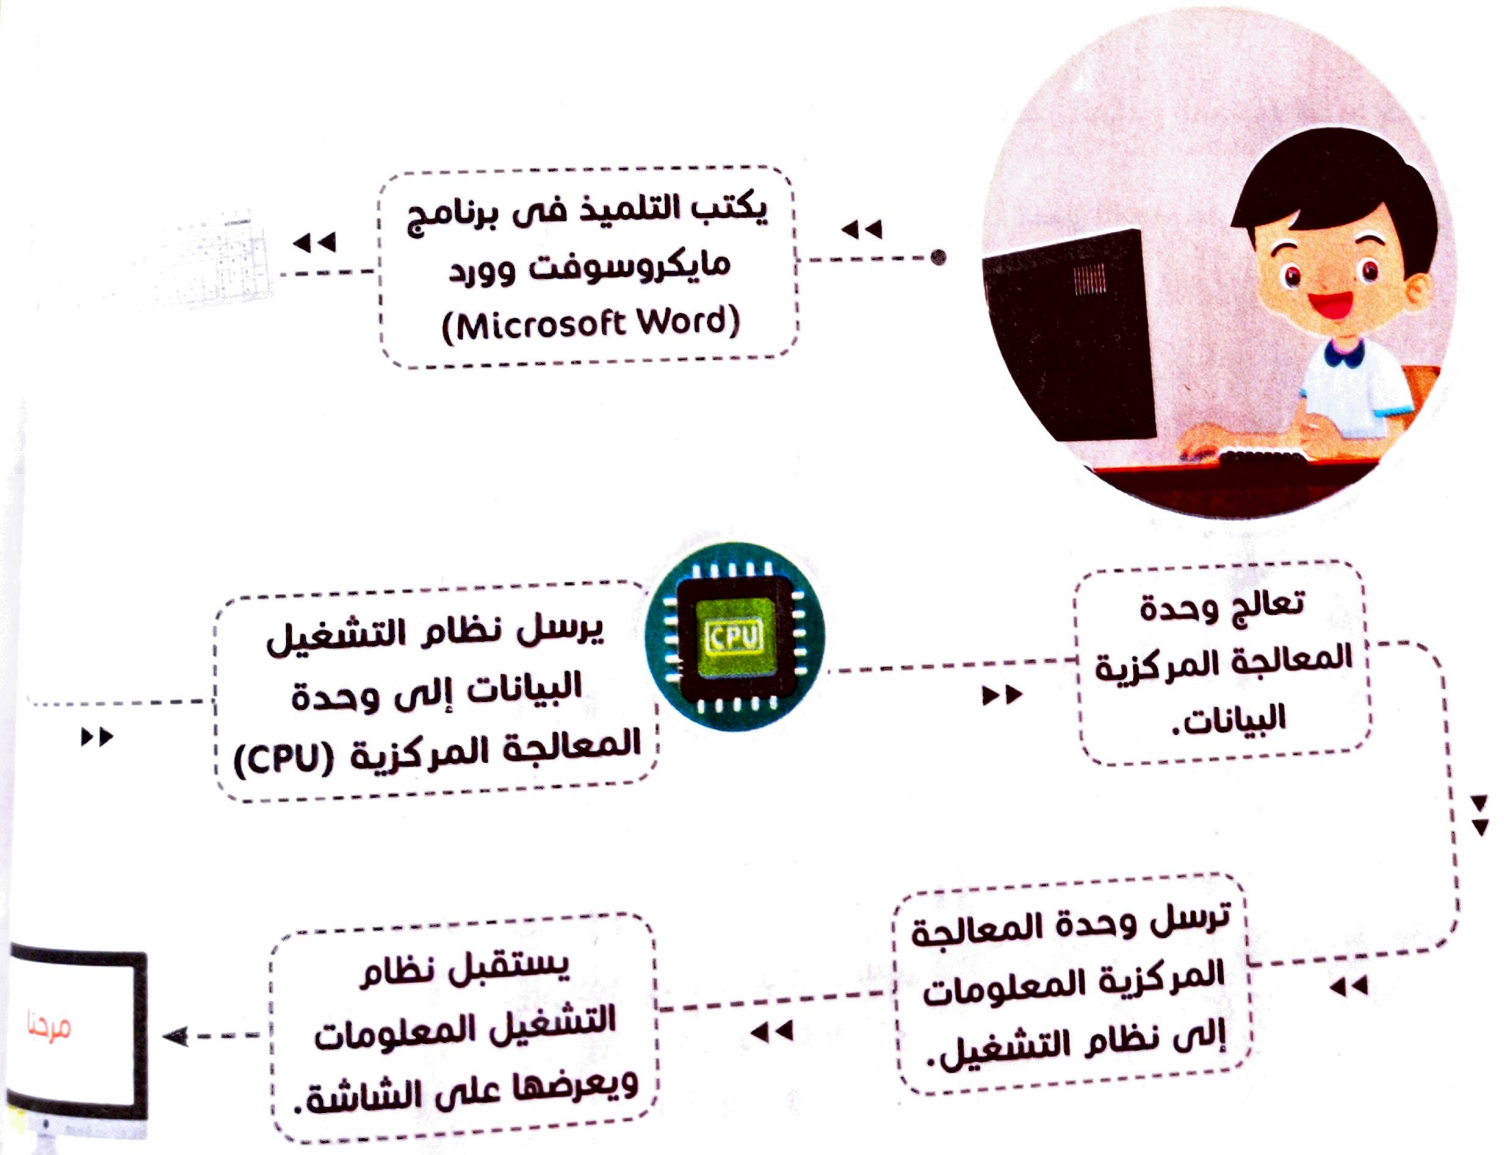 يكتب التلميذ فى برنامج
مايكروسوفت وورد
(Microsoft Word)
يرسل نظام التشغيل
البيانات إلى وحدة
المعالجة المركزية (CPU)
CPU
تعالج وحدة
المعالجة المركزية
البيانات.
ترسل وحدة المعالجة
المركزية المعلومات
إلى نظام التشغيل.
يستقبل نظام
التشغيل المعلومات
ويعرضها على الشاشة.